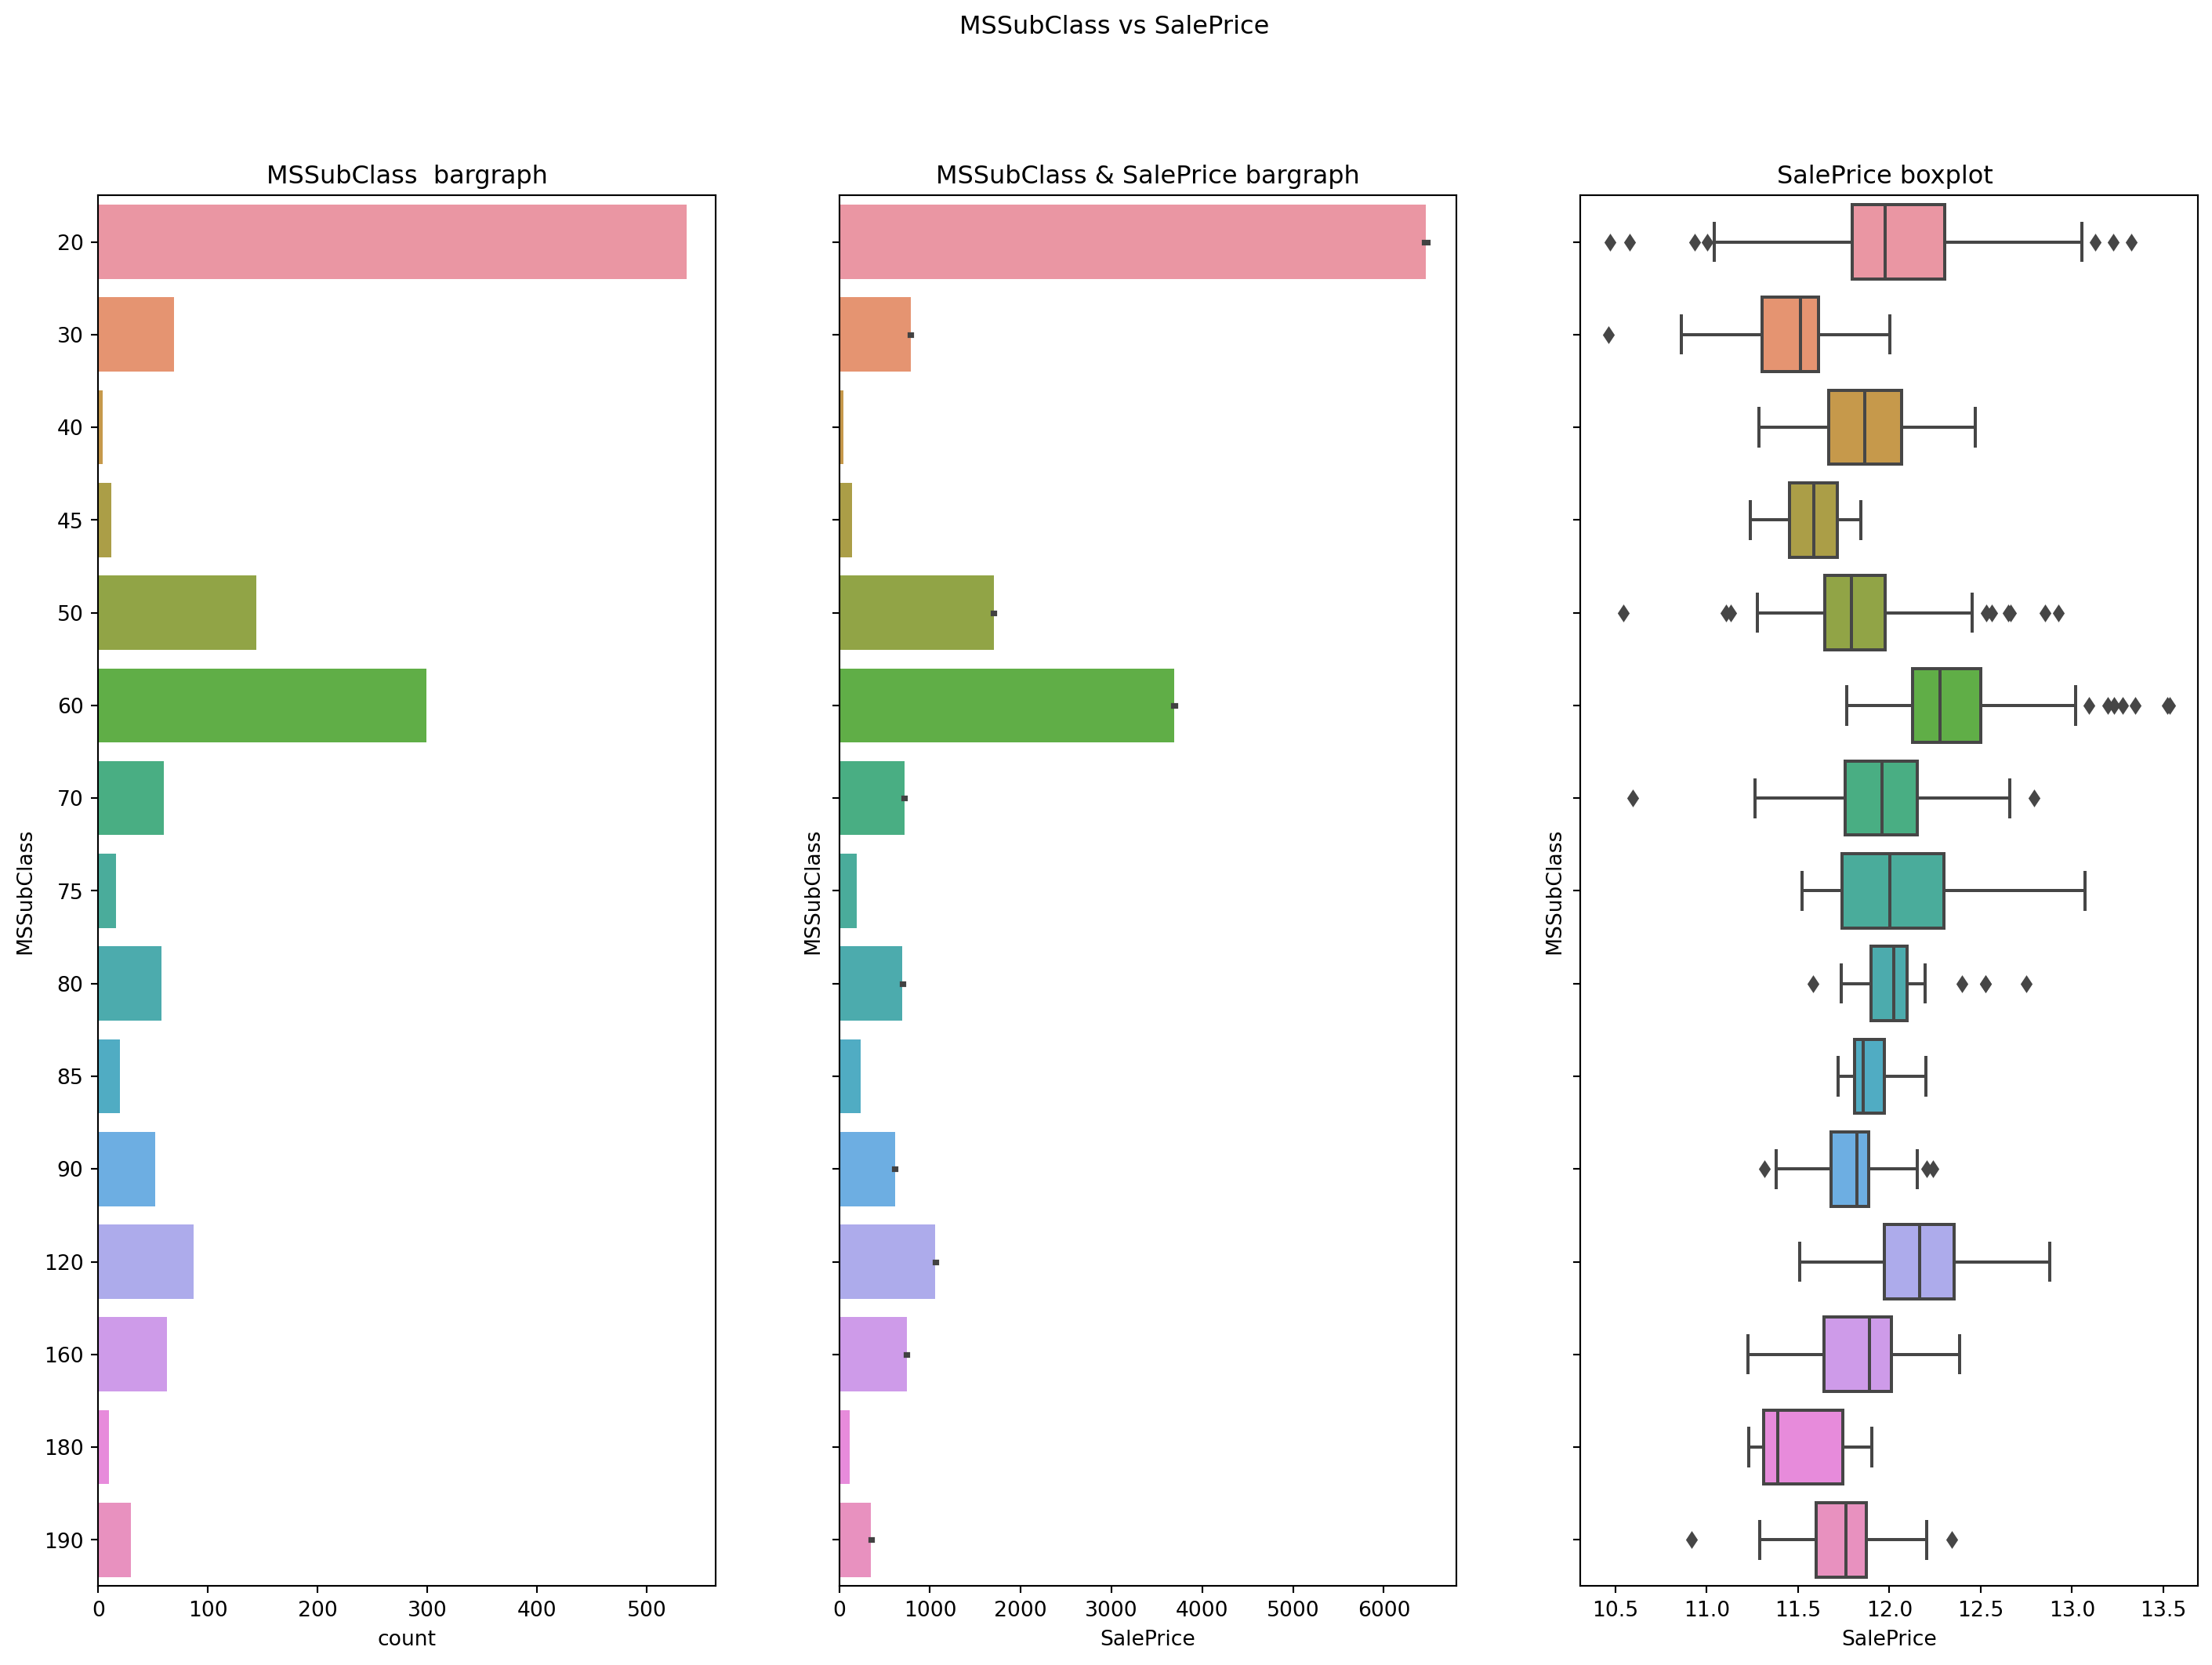 MSSubClass vs SalePrice
MSSubClass  bargraph
MSSubClass
20
30
40
45
50
60
70
75
80
85
90
120
160
180
190
0 100 200 300 400 500
count
MSSubClass & SalePrice bargraph
MSSubClass
0 1000 2000 3000 4000 5000 6000
SalePrice
SalePrice boxplot
MSSubClass
10.5 11.0 11.5 12.0 12.5 13.0 13.5
SalePrice